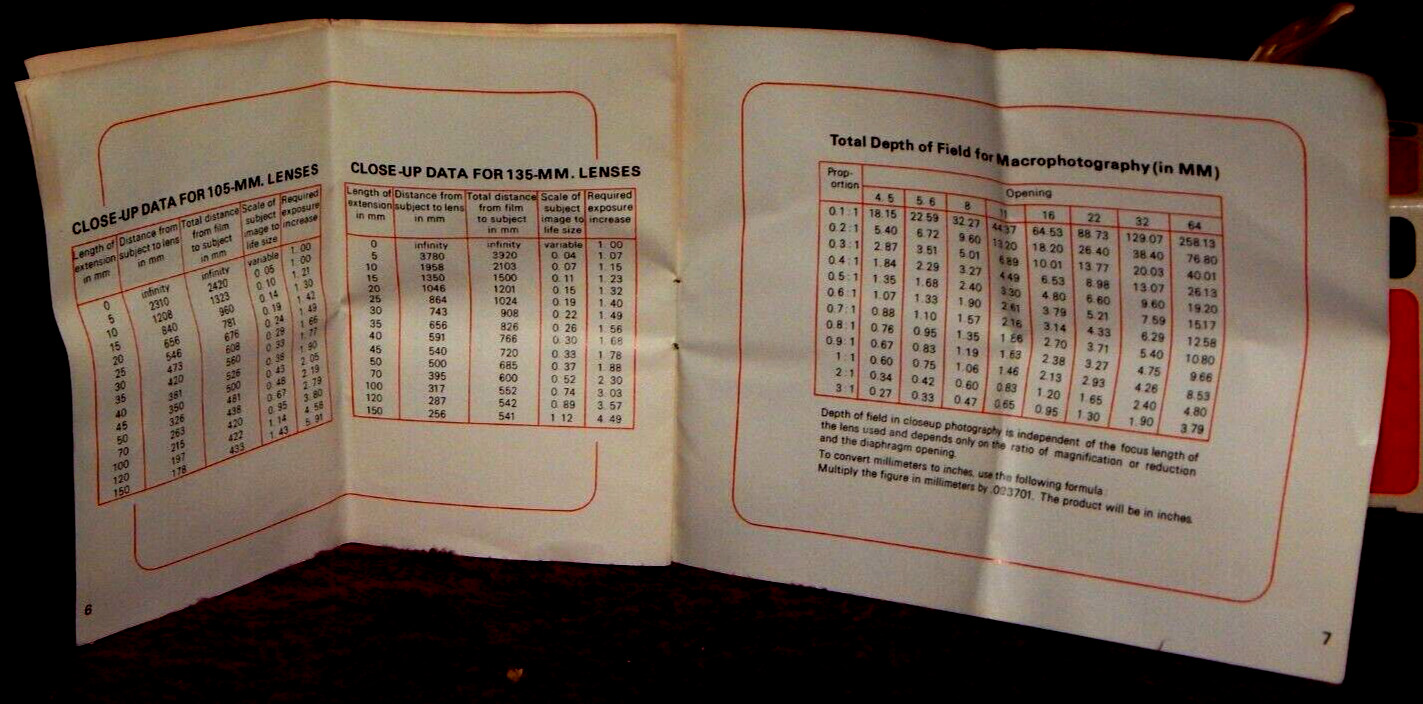 CLOSE-UP DATA FOR 105-MM. LENSES
Length of extension in mm Distance from subject to lens in mm Total distance from film to subject in mm Scale of subject image to life size Required exposure increase
0 infinity infinity variable 1.00
5 2310 2420 0.05 1.00
10 1208 1323 0.10 1.21
15 840 960 0.14 1.30
20 656 781 0.19 1.42
25 546 676 0.24 1.49
30 473 608 0.29 1.66
35 420 560 0.33 1.77
40 381 526 0.38 1.90
45 350 500 0.43 2.05
50 326 481 0.48 2.19
70 263 438 0.67 2.79
100 215 420 0.35 3.80
120 197 422 1.14 4.58
150 178 433 1.43 5.91
6
CLOSE-UP DATA FOR 135-MM. LENSES
Length of extension in mm Distance from subject to lens in mm Total distance from film to subject in mm Scale of subject image to life size Required exposure increase
0 infinity infinity variable 1.00
5 3780 3920 0.04 1.07
10 1958 2103 0.07 1.15
15 1350 1500 0.11 1.23
20 1046 1201 0.15 1.32
25 864 1024 0.19 1.40
30 743 908 0.22 1.49
35 656 826 0.26 1.56
40 591 766 0.30 1.68
45 540 720 0.33 1.78
50 500 685 0.37 1.88
70 395 600 0.52 2.30
100 317 552 0.74 3.03
120 287 542 0.89 3.57
150 256 541 1.12 4.49
Total Depth of Field for Macrophotography (in MM)
Prop-ortion Opening
4.5 5.6 8 11 16 22 32 64
0.1:1 18.15 22.59 32.27 44.37 64.53 88.73 129.07 258.13
0.2:1 5.40 6.72 9.60 13.20 18.20 26.40 38.40 76.80
0.3:1 2.87 3.51 5.01 6.89 10.01 13.77 20.03 40.01
0.4:1 1.84 2.29 3.27 4.49 6.53 8.98 13.07 26.13
0.5:1 1.35 1.68 2.40 3.30 4.80 6.60 9.60 19.20
0.6:1 1.07 1.33 1.90 2.61 3.79 5.21 7.59 15.17
0.7:1 0.88 1.10 1.57 2.16 3.14 4.33 6.29 12.58
0.8:1 0.76 0.95 1.35 1.86 2.70 3.71 5.40 10.80
0.9:1 0.67 0.83 1.19 1.63 2.38 3.27 4.75 9.66
1:1 0.60 0.75 1.06 1.46 2.13 2.93 4.26 8.53
2:1 0.34 0.42 0.60 0.83 1.20 1.65 2.40 4.80
3:1 0.27 0.33 0.47 0.65 0.95 1.30 1.90 3.79
Depth of field in closeup photography is independent of the focus length of
the lens used and depends only on the ratio of magnification or reduction
and the diaphragm opening.
To convert millimeters to inches, use the following formula:
Multiply the figure in millimeters by .023701. The product will be in inches.
7